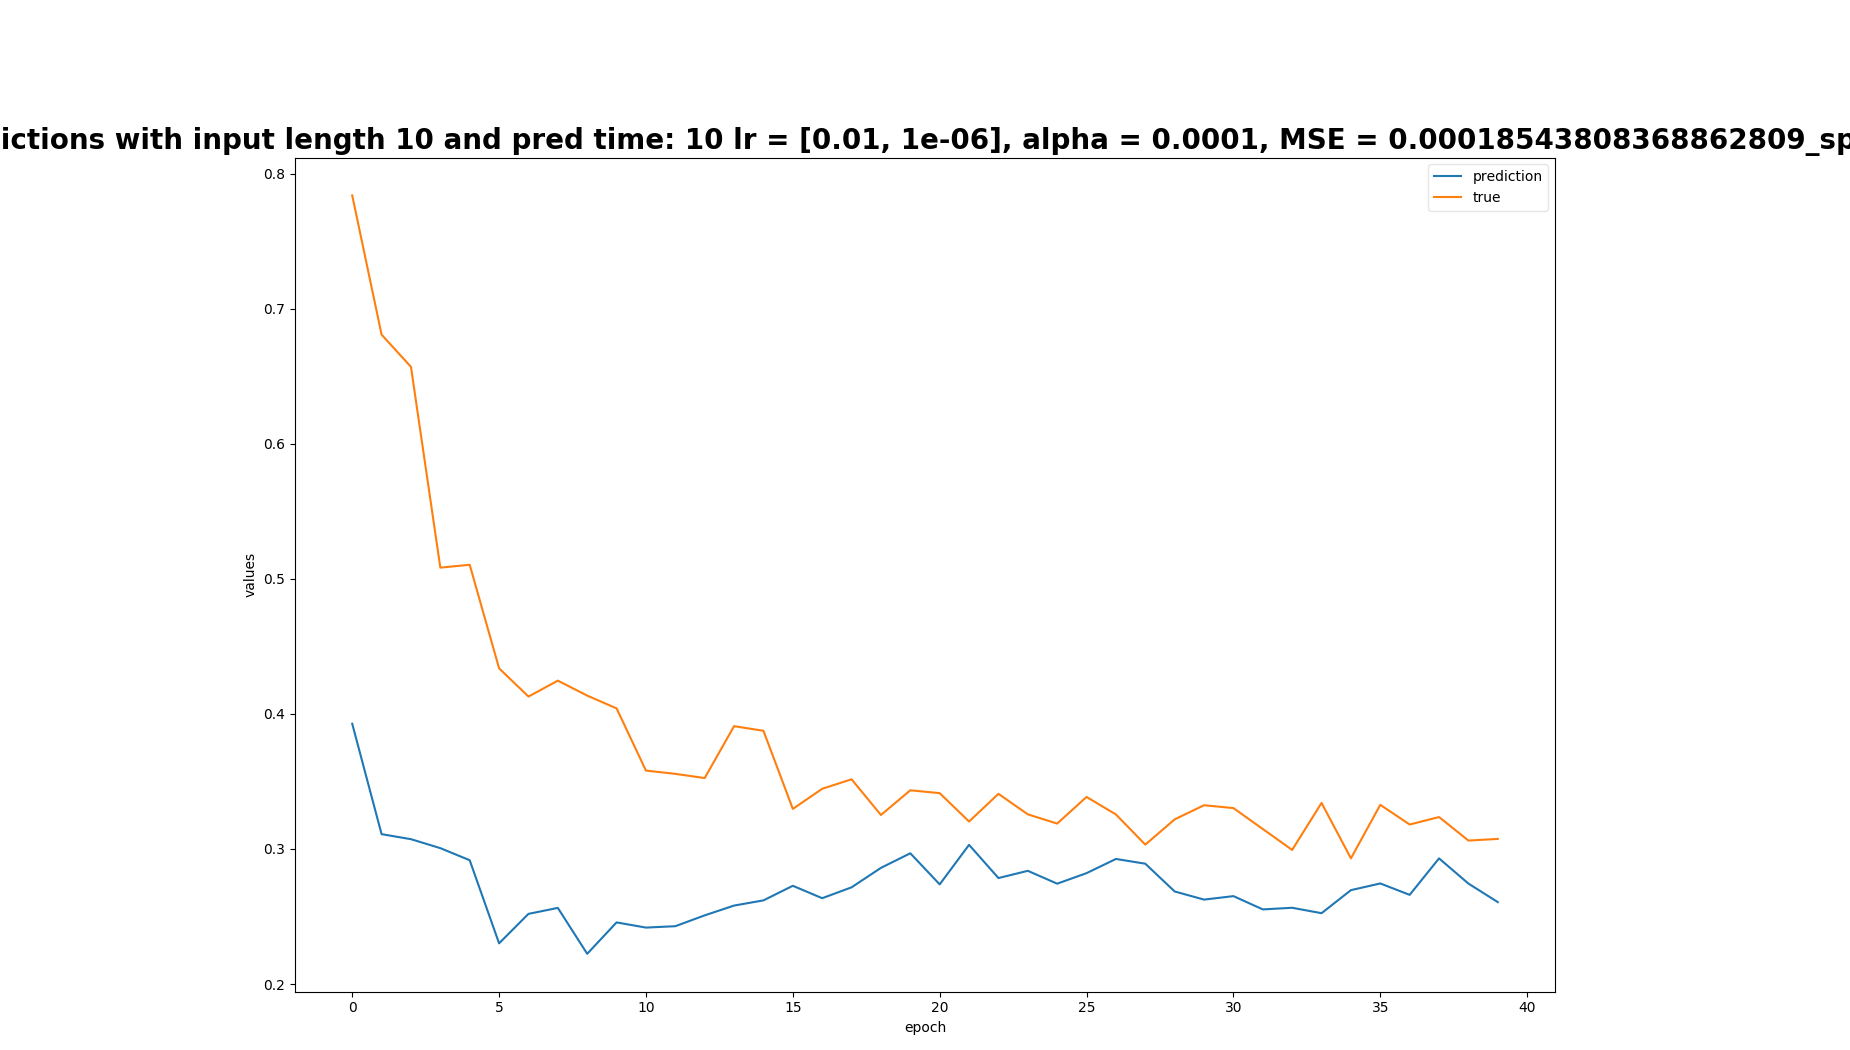 ictions with input length 10 and pred time: 10 lr = [0.01, 1e-06], alpha = 0.0001, MSE = 0.00018543808368862809_sp
prediction
true
0.8
0.7
0.6
0.5
0.4
0.3
0.2
values
0 5 10 15 20 25 30 35 40
epoch